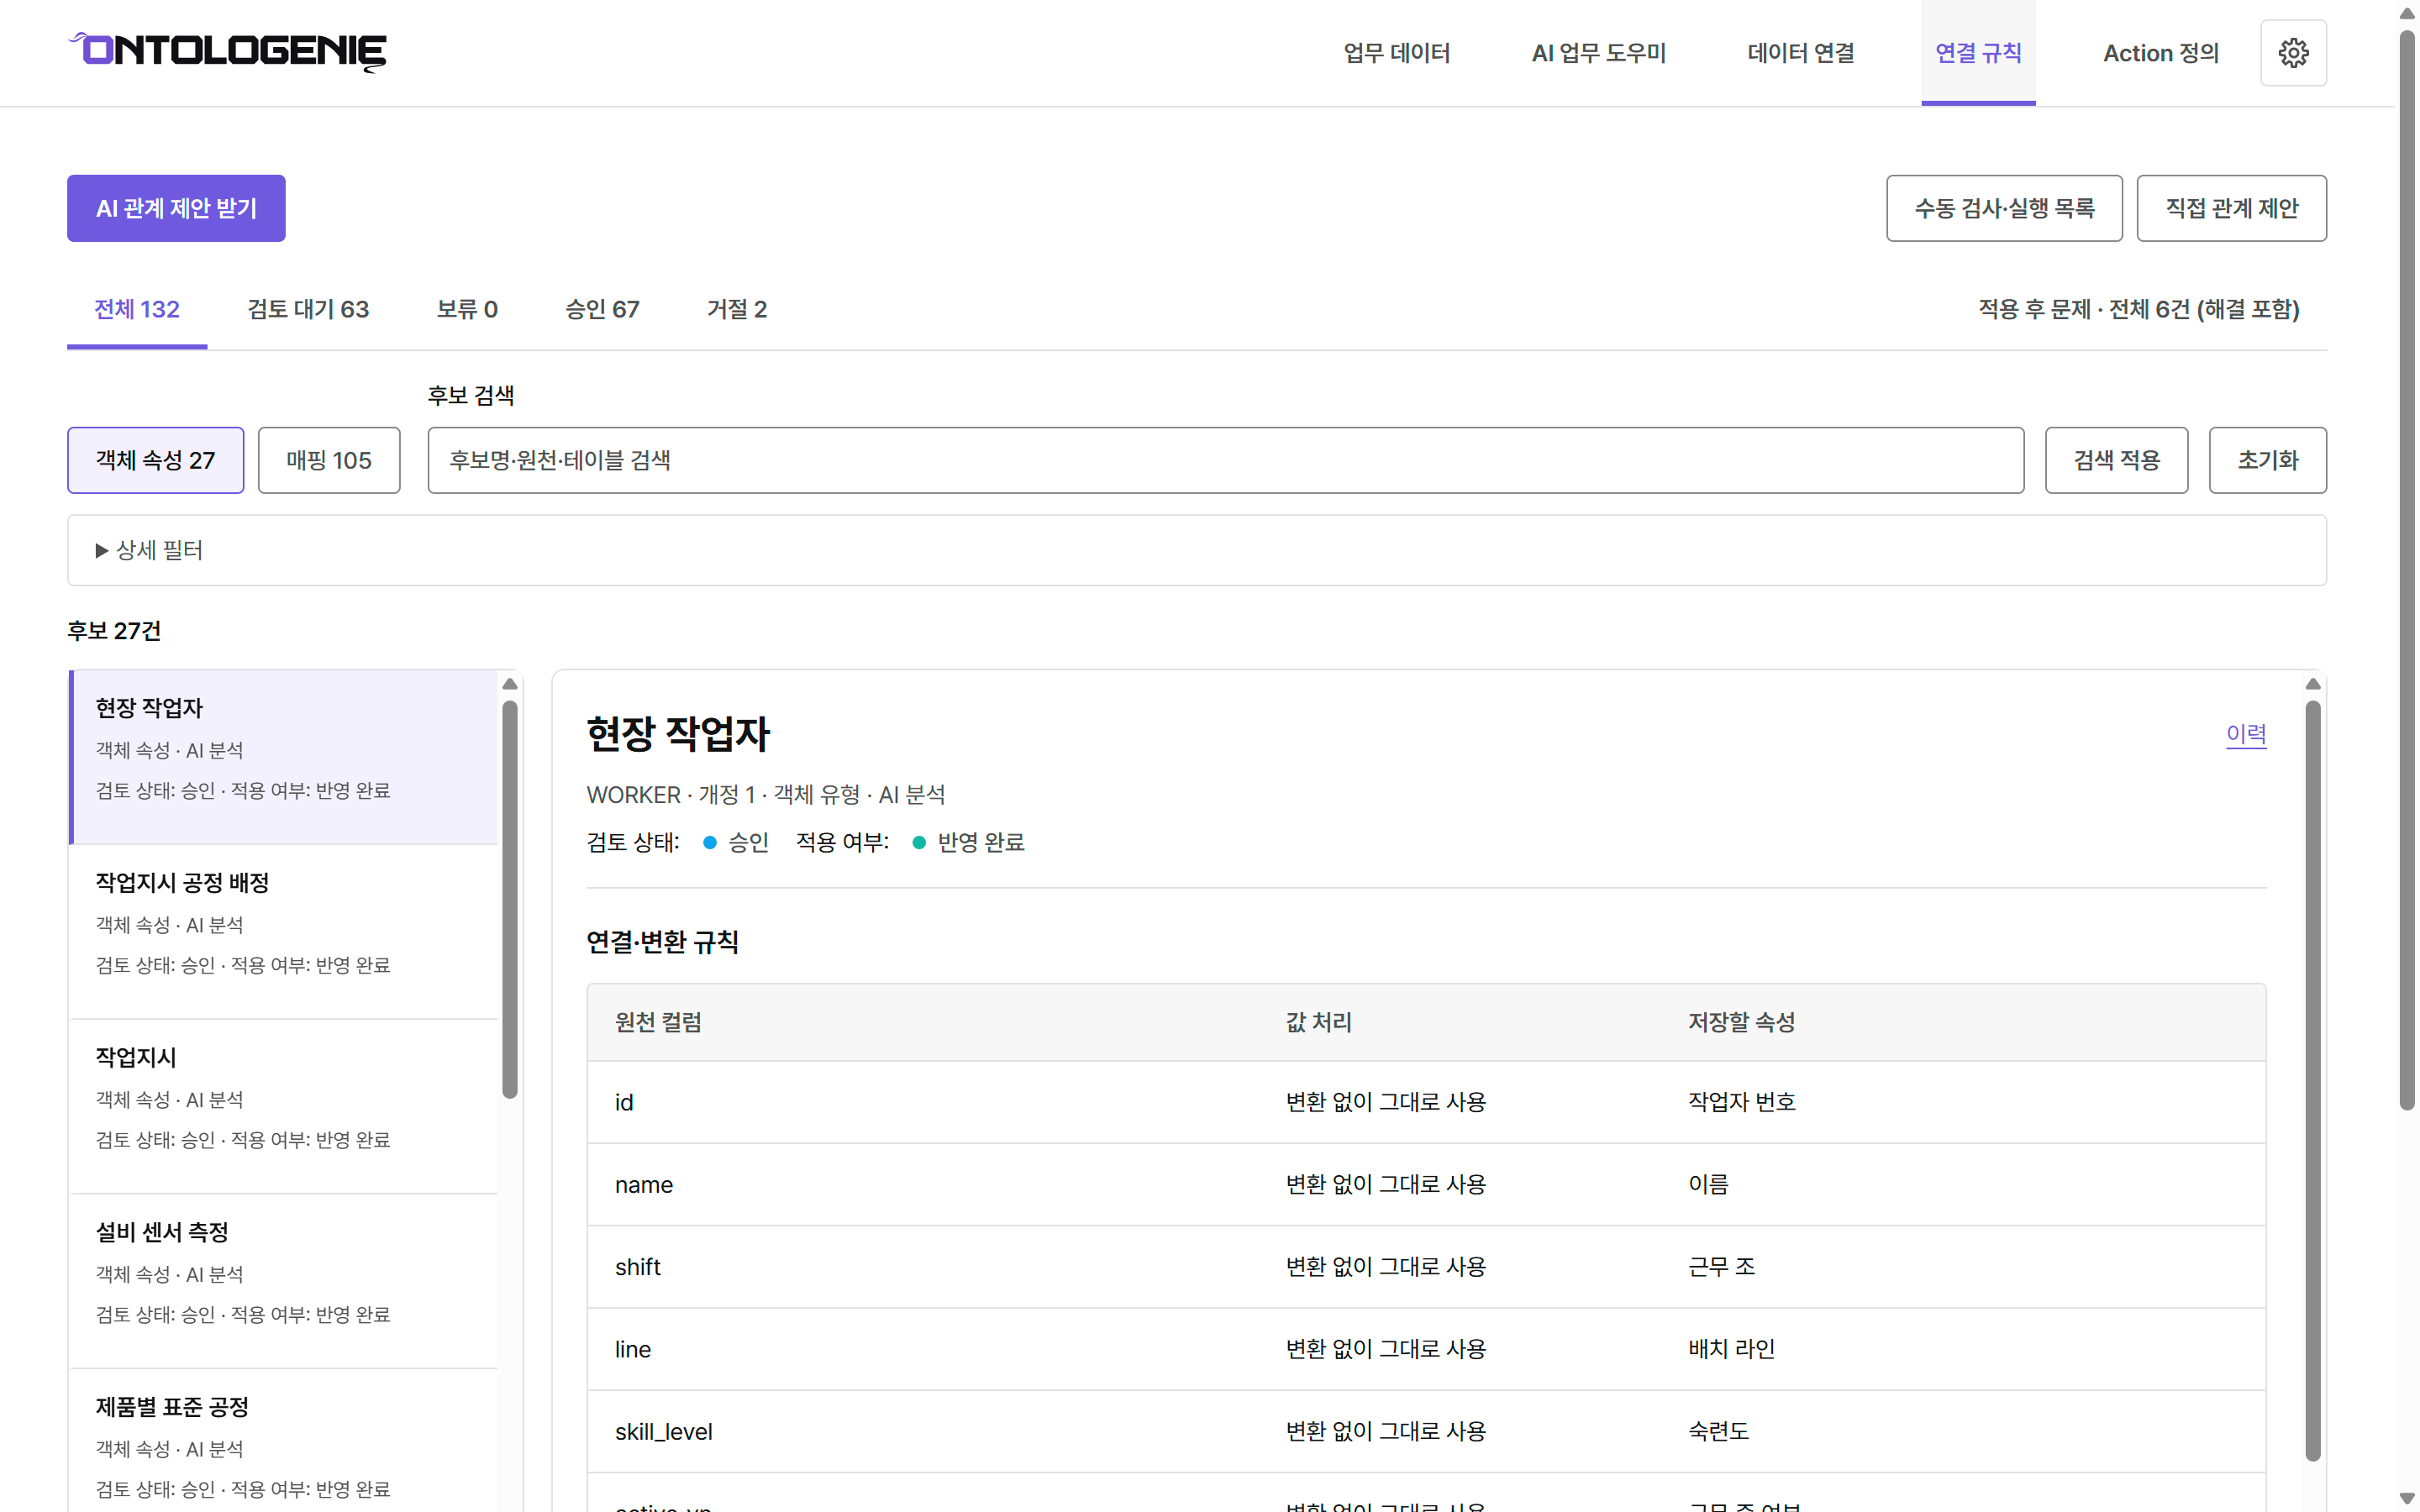 ONTOLOGENIE
업무 데이터
AI 업무 도우미
데이터 연결
연결 규칙
Action 정의
AI 관계 제안 받기
수동 검사·실행 목록
직접 관계 제안
전체 132
검토 대기 63
보류 0
승인 67
거절 2
적용 후 문제 · 전체 6건 (해결 포함)
후보 검색
객체 속성 27
매핑 105
후보명·원천·테이블 검색
검색 적용
초기화
▶ 상세 필터
후보 27건
현장 작업자
객체 속성 · AI 분석
검토 상태: 승인 · 적용 여부: 반영 완료
작업지시 공정 배정
객체 속성 · AI 분석
검토 상태: 승인 · 적용 여부: 반영 완료
작업지시
객체 속성 · AI 분석
검토 상태: 승인 · 적용 여부: 반영 완료
설비 센서 측정
객체 속성 · AI 분석
검토 상태: 승인 · 적용 여부: 반영 완료
제품별 표준 공정
객체 속성 · AI 분석
검토 상태: 승인 · 적용 여부: 반영 완료
현장 작업자
이력
WORKER · 개정 1 · 객체 유형 · AI 분석
검토 상태: 승인 적용 여부: 반영 완료
연결·변환 규칙
원천 컬럼 값 처리 저장할 속성
id 변환 없이 그대로 사용 작업자 번호
name 변환 없이 그대로 사용 이름
shift 변환 없이 그대로 사용 근무 조
line 변환 없이 그대로 사용 배치 라인
skill_level 변환 없이 그대로 사용 숙련도